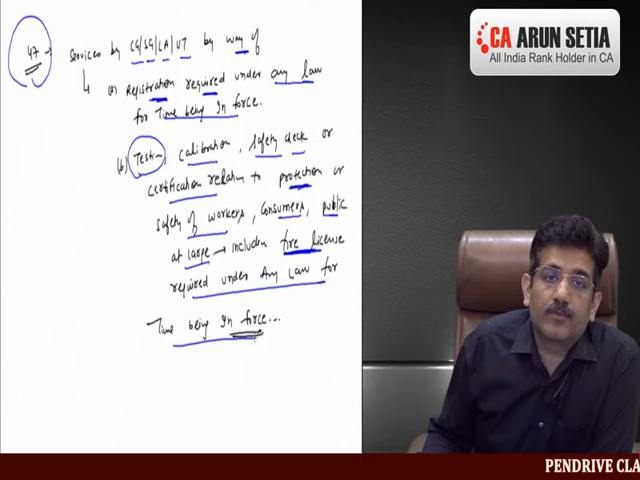 CA ARUN SETIA
All India Rank Holder in CA
47 → Services by CG/SG/CA/UT by way of
(a) Registration required under any law
for Time being In force.
(b) Testing, calibration, safety check or
certification relating to protection or
safety of workers, consumers, public
at large → includes fire license
required under Any Law for
Time being In force...
PENDRIVE CLA